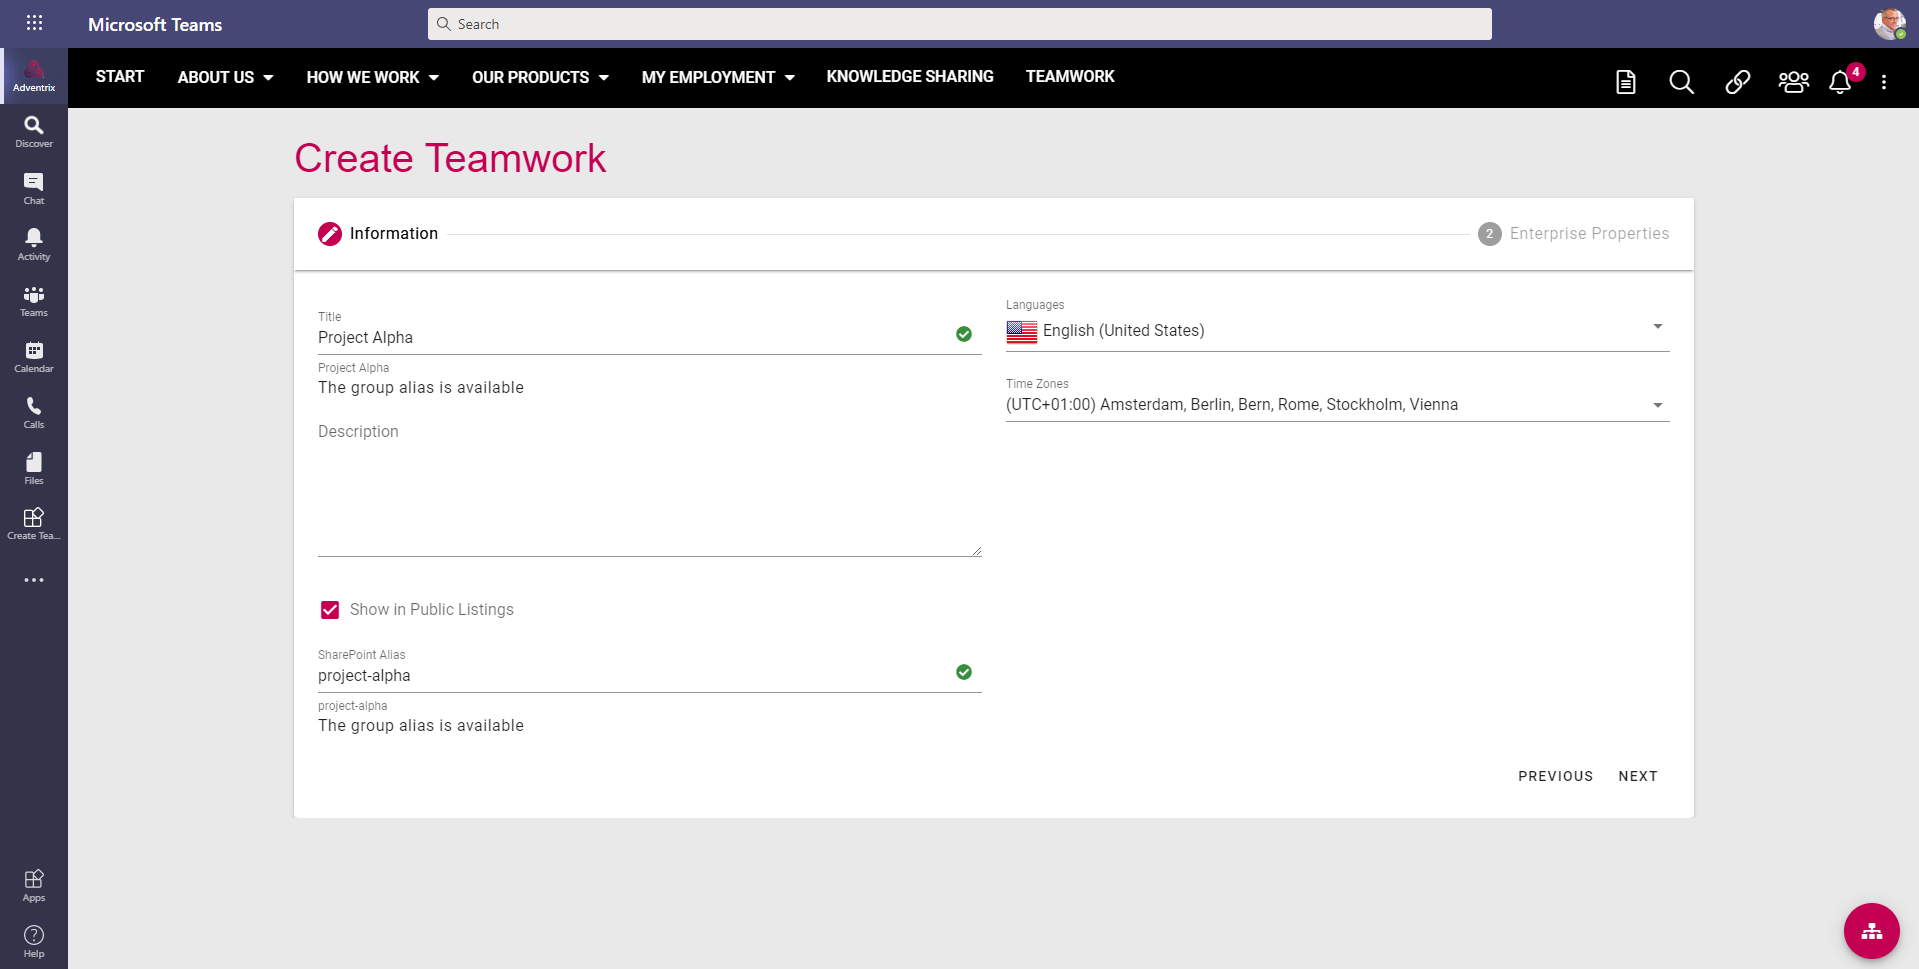 Microsoft Teams
Search
Adventrix
START
ABOUT US
HOW WE WORK
OUR PRODUCTS
MY EMPLOYMENT
KNOWLEDGE SHARING
TEAMWORK
4
Discover
Chat
Activity
Teams
Calendar
Calls
Files
Create Tea...
Apps
Help
Create Teamwork
Information
2 Enterprise Properties
Title
Project Alpha
Project Alpha
The group alias is available
Description
Show in Public Listings
SharePoint Alias
project-alpha
project-alpha
The group alias is available
Languages
English (United States)
Time Zones
(UTC+01:00) Amsterdam, Berlin, Bern, Rome, Stockholm, Vienna
PREVIOUS
NEXT